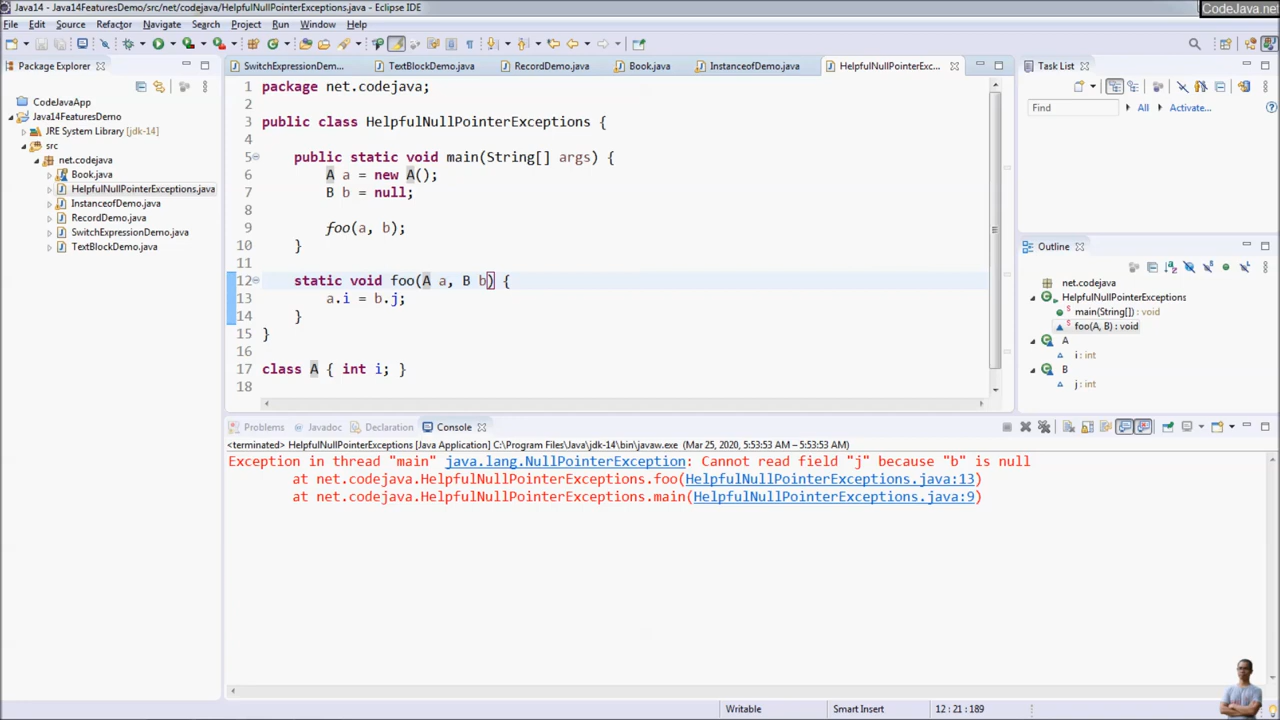 Java14 - Java14FeaturesDemo/src/net/codejava/HelpfulNullPointerExceptions.java - Eclipse IDE
CodeJava.net
File Edit Source Refactor Navigate Search Project Run Window Help
Package Explorer
CodeJavaApp
Java14FeaturesDemo
JRE System Library [jdk-14]
src
net.codejava
Book.java
HelpfulNullPointerExceptions.java
InstanceofDemo.java
RecordDemo.java
SwitchExpressionDemo.java
TextBlockDemo.java
SwitchExpressionDem... TextBlockDemo.java RecordDemo.java Book.java InstanceofDemo.java HelpfulNullPointerExc...
1 package net.codejava;
2
3 public class HelpfulNullPointerExceptions {
4
5 public static void main(String[] args) {
6 A a = new A();
7 B b = null;
8
9 foo(a, b);
10 }
11
12 static void foo(A a, B b) {
13 a.i = b.j;
14 }
15 }
16
17 class A { int i; }
18
Task List
Find All Activate...
Outline
net.codejava
HelpfulNullPointerExceptions
main(String[]) : void
foo(A, B) : void
A
i : int
B
j : int
Problems Javadoc Declaration Console
<terminated> HelpfulNullPointerExceptions [Java Application] C:\Program Files\Java\jdk-14\bin\javaw.exe (Mar 25, 2020, 5:53:53 AM – 5:53:53 AM)
Exception in thread "main" java.lang.NullPointerException: Cannot read field "j" because "b" is null
at net.codejava.HelpfulNullPointerExceptions.foo(HelpfulNullPointerExceptions.java:13)
at net.codejava.HelpfulNullPointerExceptions.main(HelpfulNullPointerExceptions.java:9)
Writable Smart Insert 12 : 21 : 189